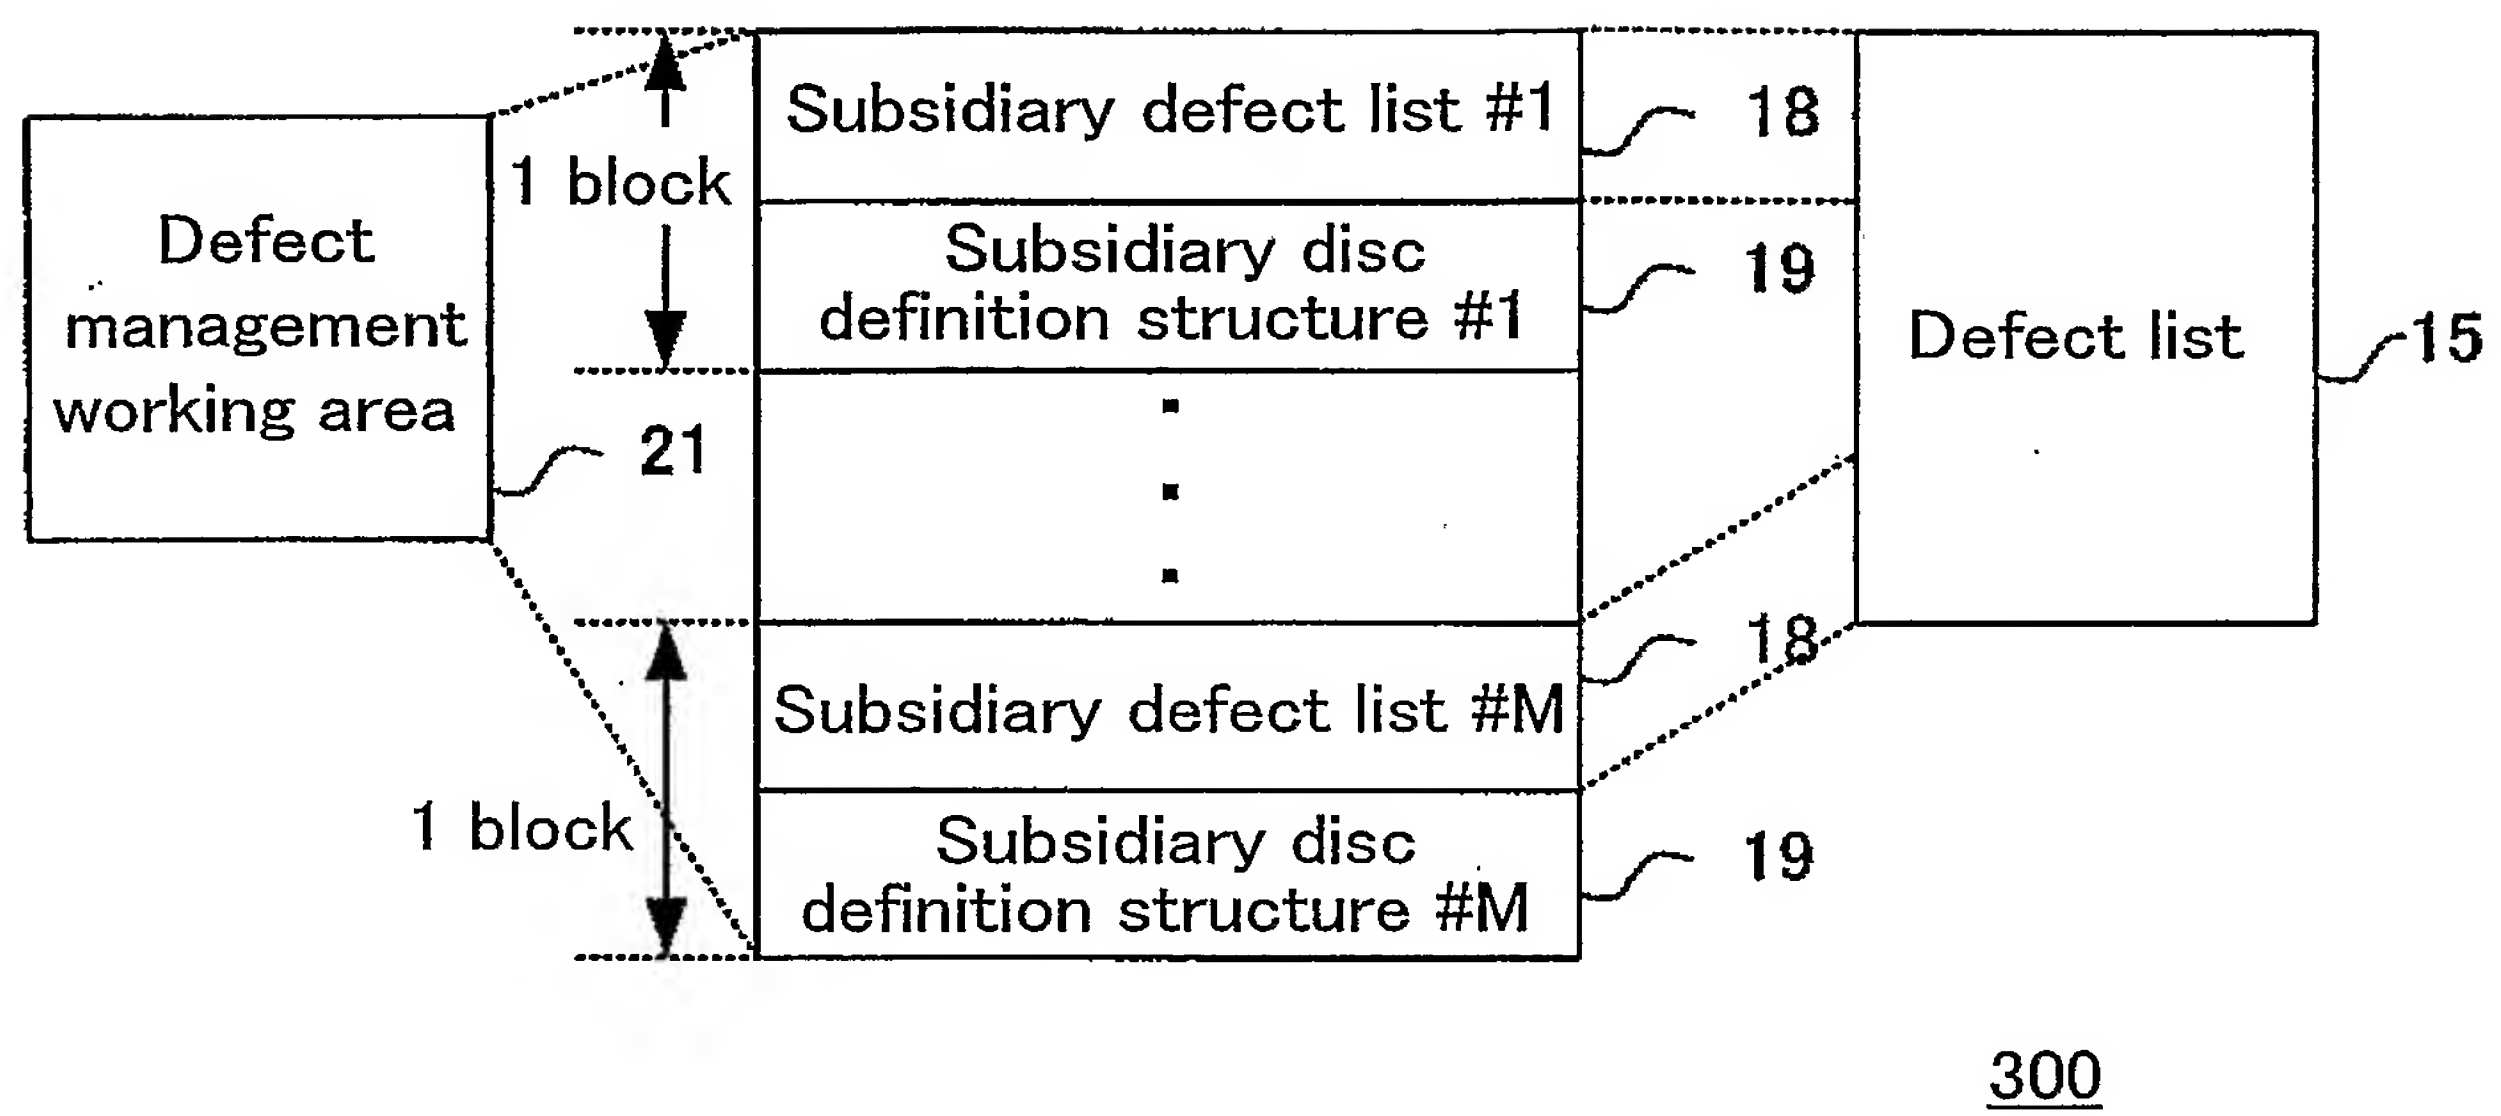 Defect
management
working area
21
1 block
Subsidiary defect list #1
18
Subsidiary disc
definition structure #1
19
Defect list
15
1 block
Subsidiary defect list #M
18
Subsidiary disc
definition structure #M
19
300